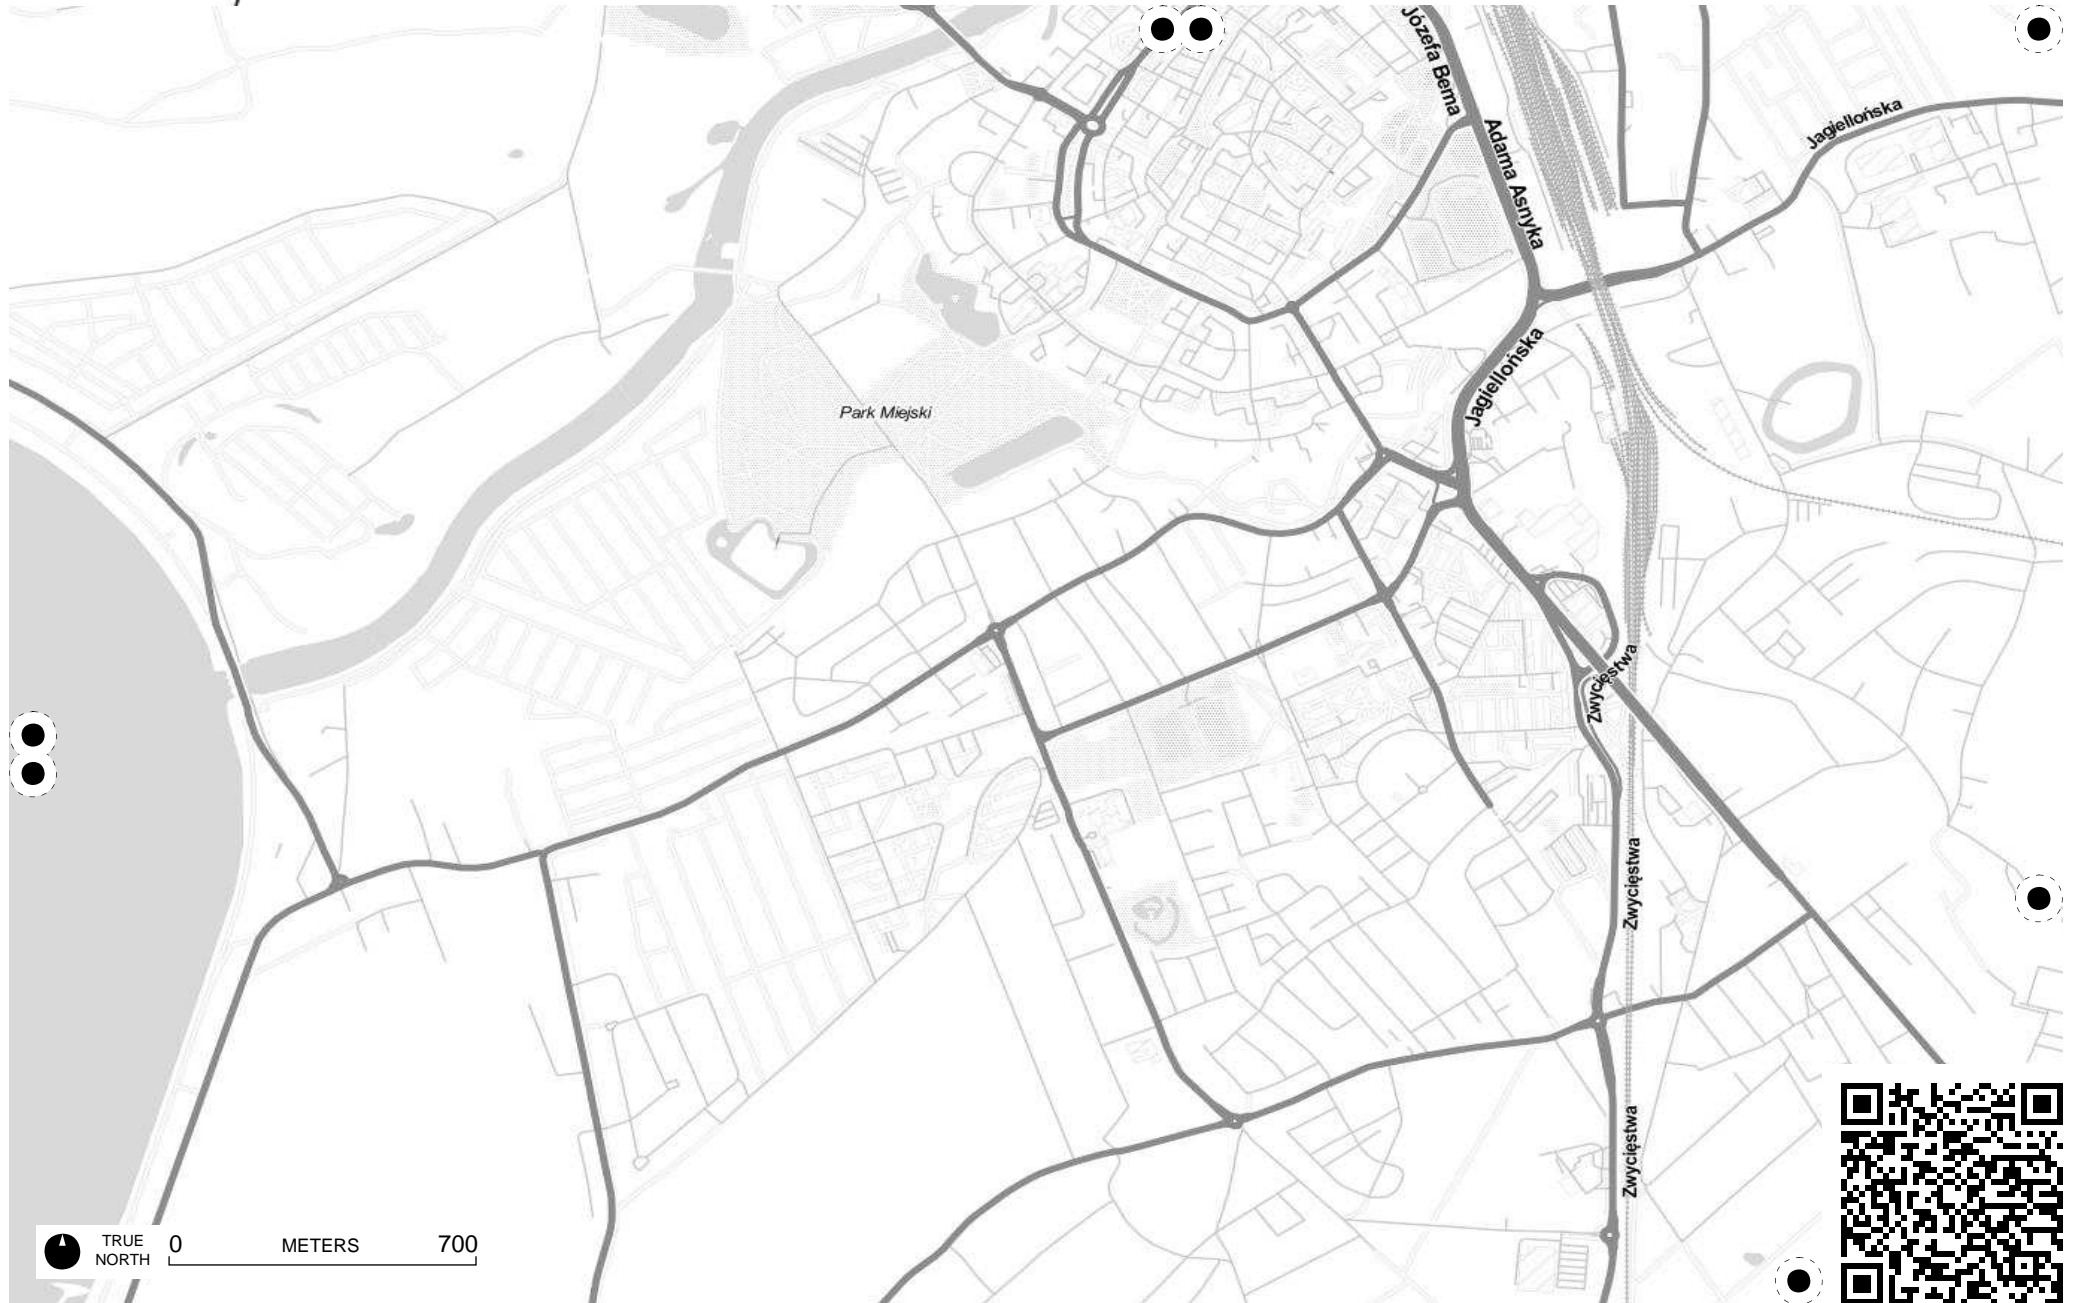 Józefa Bema
Adama Asnyka
Jagiellońska
Jagiellońska
Park Miejski
Zwycięstwa
Zwycięstwa
Zwycięstwa
TRUE NORTH
0 METERS 700